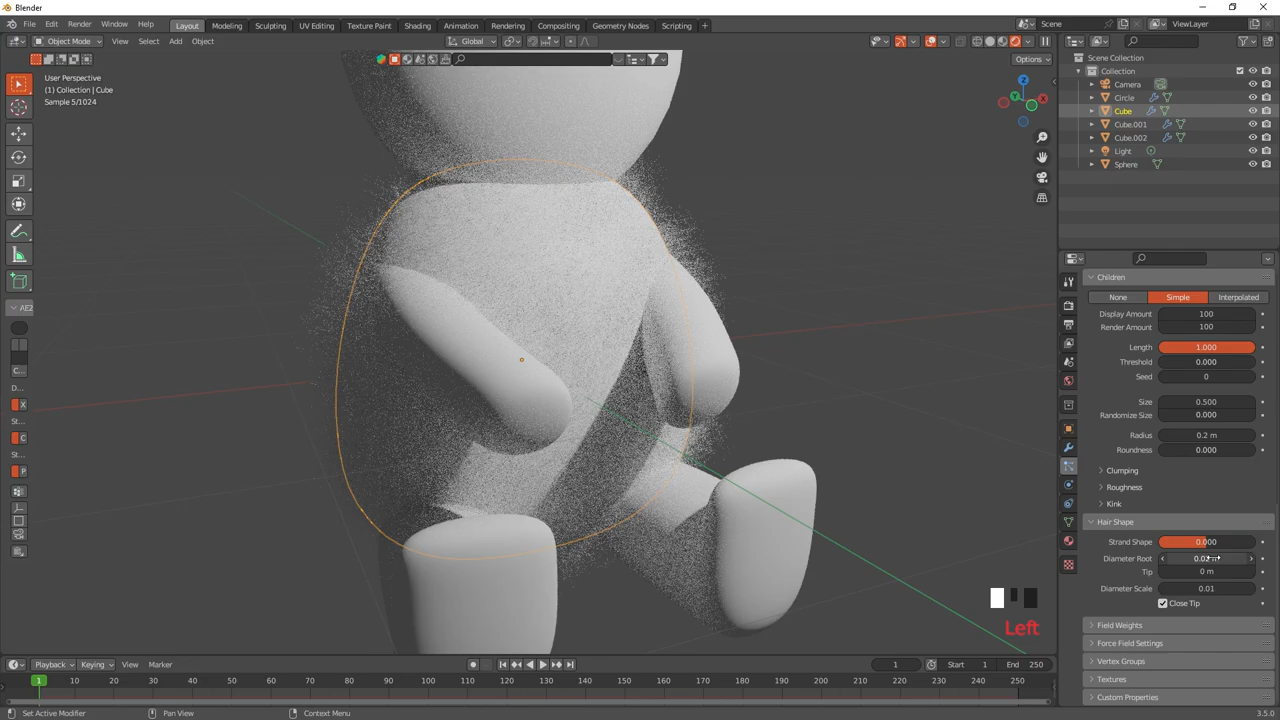 Blender
File Edit Render Window Help
Layout Modeling Sculpting UV Editing Texture Paint Shading Animation Rendering Compositing Geometry Nodes Scripting +
Scene
ViewLayer
Object Mode View Select Add Object
Global
Options
User Perspective
(1) Collection | Cube
Sample 5/1024
Z
Y
X
Scene Collection
Collection
Camera
Circle
Cube
Cube.001
Cube.002
Light
Sphere
AE2
C...
D...
X
St...
C
St...
P
Children
None Simple Interpolated
Display Amount 100
Render Amount 100
Length 1.000
Threshold 0.000
Seed 0
Size 0.500
Randomize Size 0.000
Radius 0.2 m
Roundness 0.000
Clumping
Roughness
Kink
Hair Shape
Strand Shape 0.000
Diameter Root
Tip 0 m
Diameter Scale 0.01
Close Tip
Field Weights
Force Field Settings
Vertex Groups
Textures
Custom Properties
Left
Playback Keying View Marker
1 Start 1 End 250
1 10 20 30 40 50 60 70 80 90 100 110 120 130 140 150 160 170 180 190 200 210 220 230 240 250
Set Active Modifier Pan View Context Menu
3.5.0